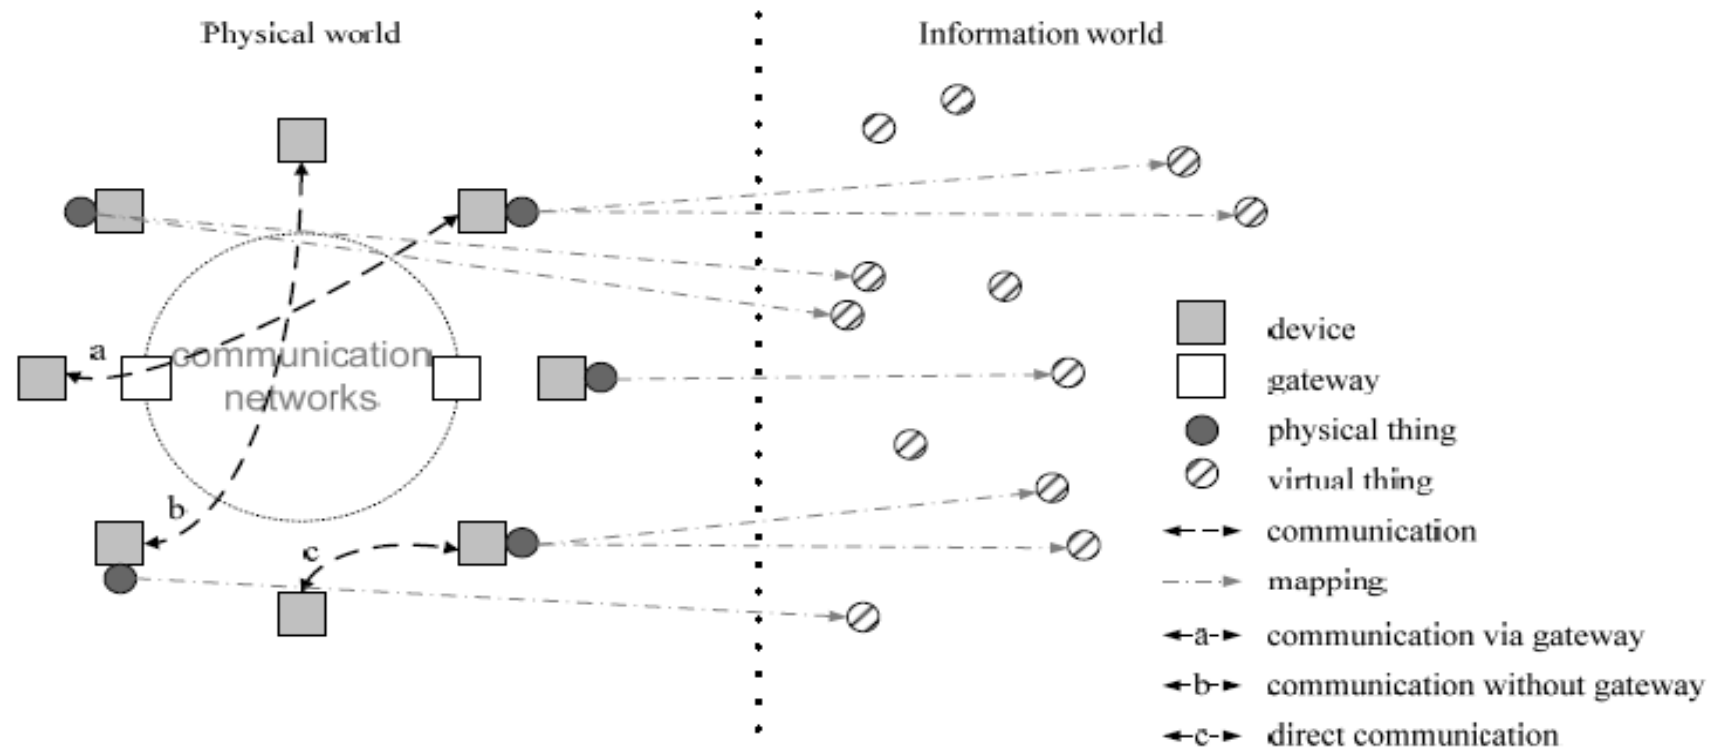 Physical world
Information world
a
communication
networks
b
c
device
gateway
physical thing
virtual thing
communication
mapping
a communication via gateway
b communication without gateway
c direct communication